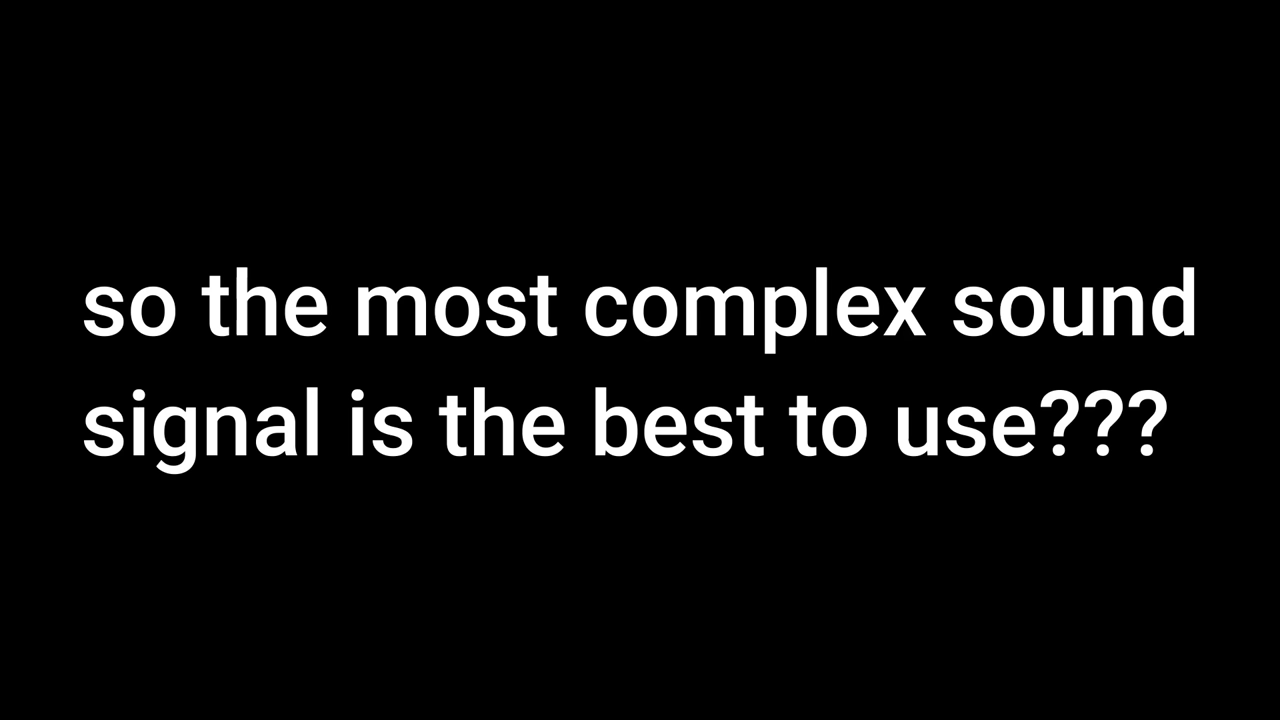 so the most complex sound
signal is the best to use???